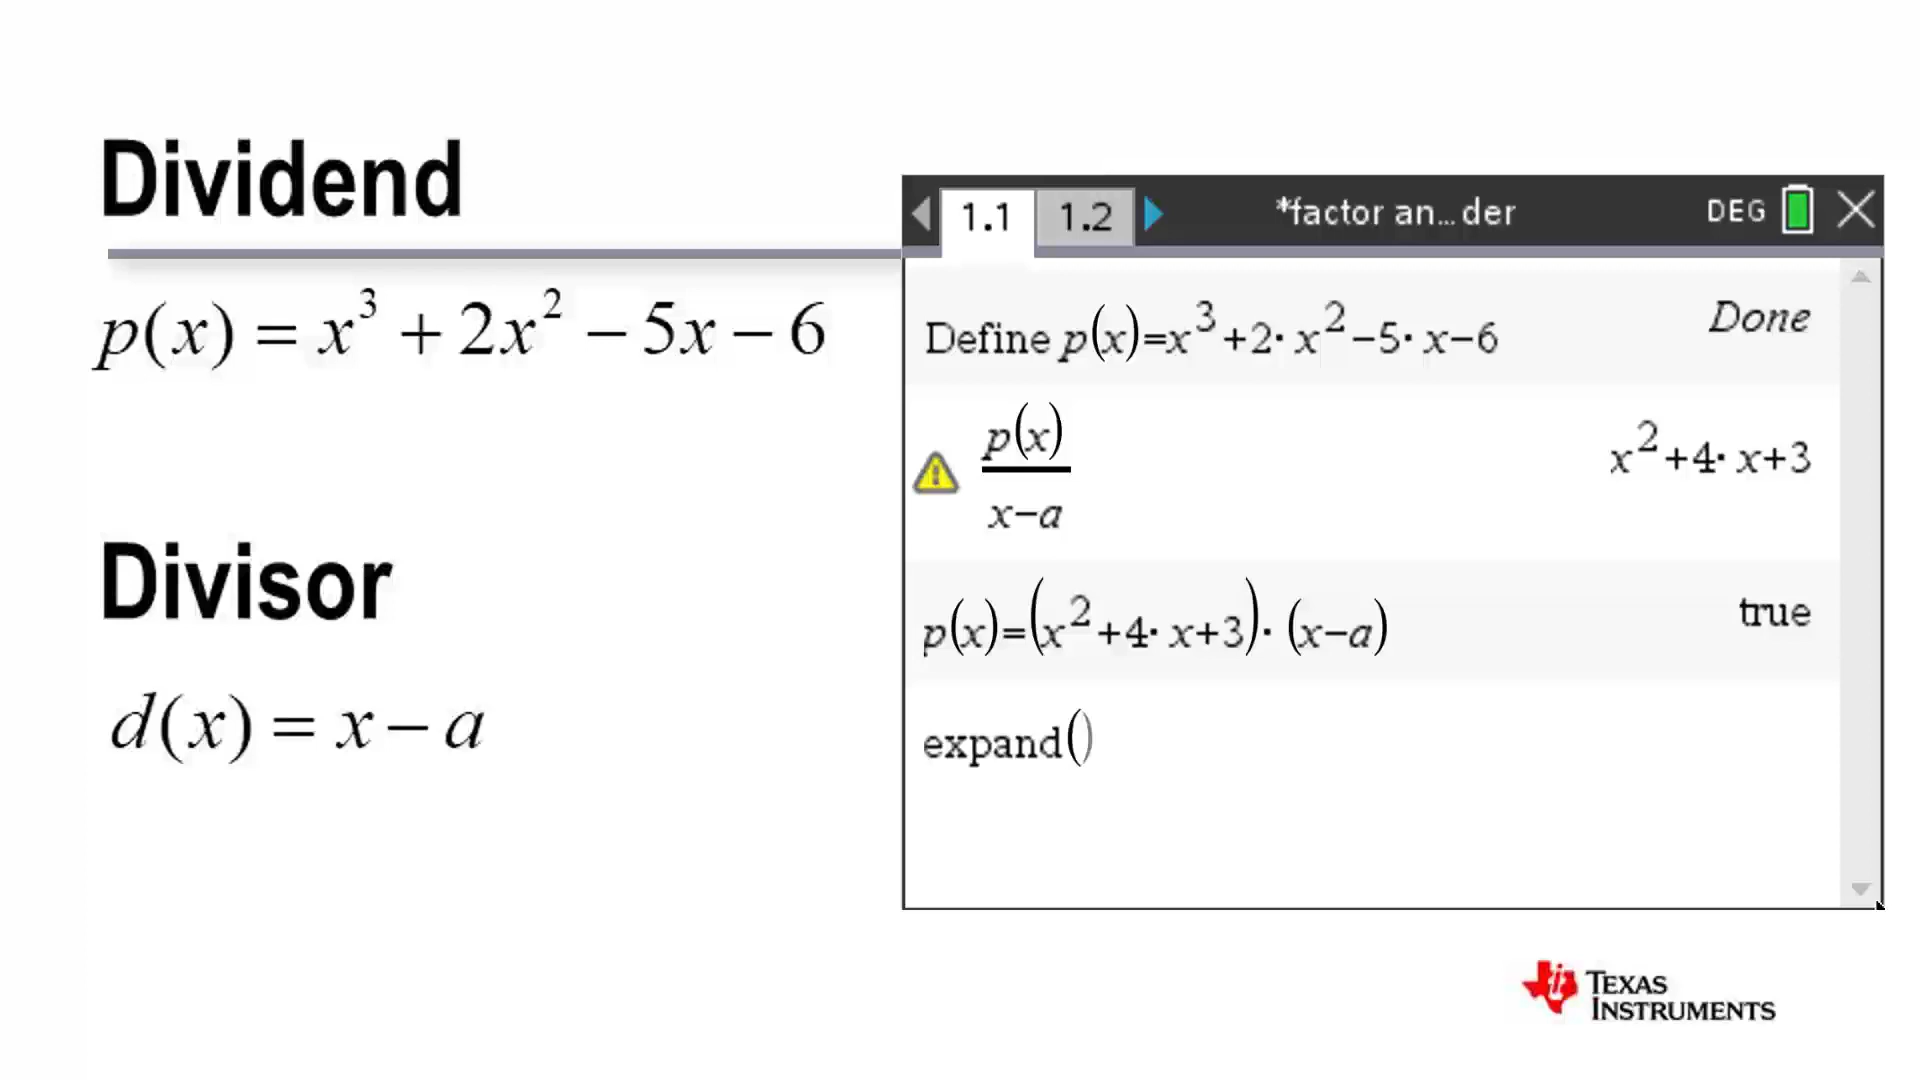 Dividend
p(x) = x³ + 2x² − 5x − 6
Divisor
d(x) = x − a
1.1 1.2 *factor an... der DEG
Define p(x)=x³+2·x²−5·x−6 Done
p(x)
x−a
x²+4·x+3
p(x)=(x²+4·x+3)·(x−a) true
expand()
TEXAS
INSTRUMENTS